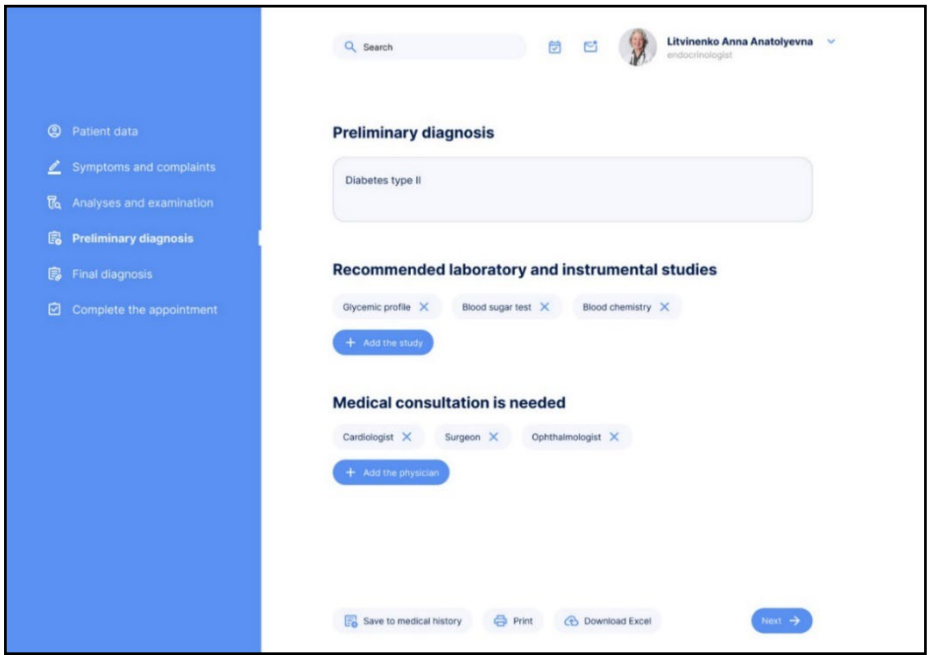 Search
Litvinenko Anna Anatolyevna
endocrinologist
Patient data
Symptoms and complaints
Analyses and examination
Preliminary diagnosis
Final diagnosis
Complete the appointment
Preliminary diagnosis
Diabetes type II
Recommended laboratory and instrumental studies
Glycemic profile Blood sugar test Blood chemistry
+ Add the study
Medical consultation is needed
Cardiologist Surgeon Ophthalmologist
+ Add the physician
Save to medical history Print Download Excel Next